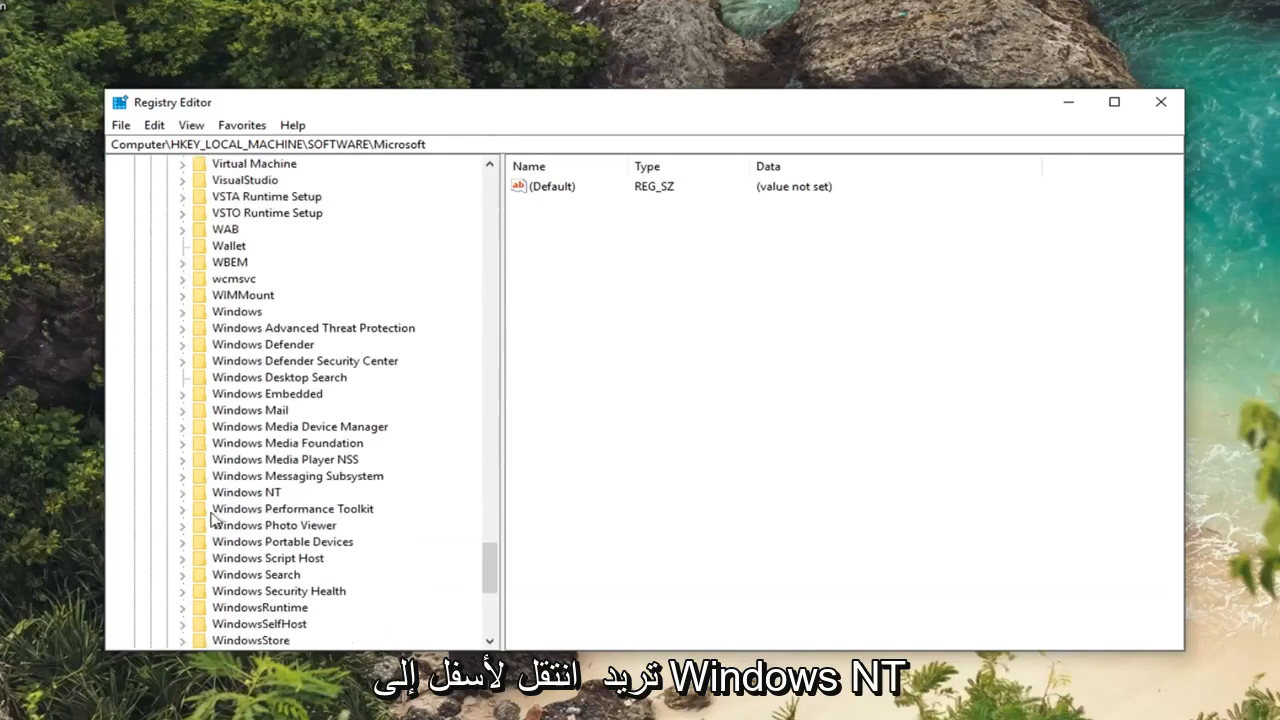 n
Registry Editor
File Edit View Favorites Help
Computer\HKEY_LOCAL_MACHINE\SOFTWARE\Microsoft
Virtual Machine
VisualStudio
VSTA Runtime Setup
VSTO Runtime Setup
WAB
Wallet
WBEM
wcmsvc
WIMMount
Windows
Windows Advanced Threat Protection
Windows Defender
Windows Defender Security Center
Windows Desktop Search
Windows Embedded
Windows Mail
Windows Media Device Manager
Windows Media Foundation
Windows Media Player NSS
Windows Messaging Subsystem
Windows NT
Windows Performance Toolkit
Windows Photo Viewer
Windows Portable Devices
Windows Script Host
Windows Search
Windows Security Health
WindowsRuntime
WindowsSelfHost
WindowsStore
Name Type Data
ab (Default) REG_SZ (value not set)
تريد انتقل لأسفل إلى Windows NT